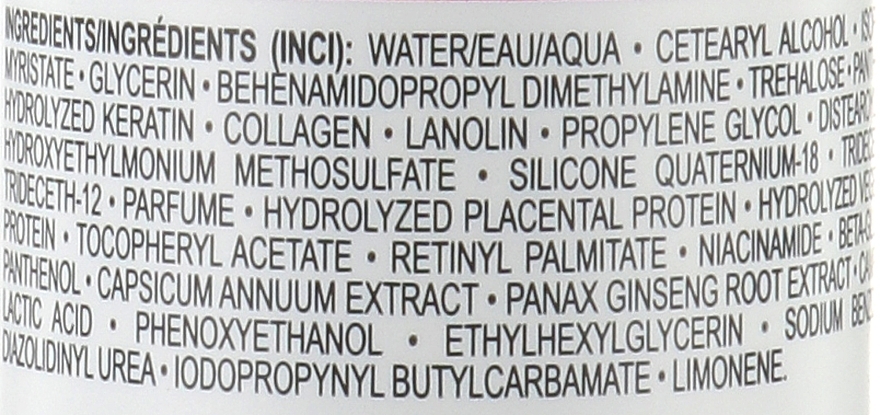 INGREDIENTS/INGRÉDIENTS (INCI): WATER/EAU/AQUA • CETEARYL ALCOHOL •
MYRISTATE • GLYCERIN • BEHENAMIDOPROPYL DIMETHYLAMINE • TREHALOSE •
HYDROLYZED KERATIN • COLLAGEN • LANOLIN • PROPYLENE GLYCOL •
HYDROXYETHYLMONIUM METHOSULFATE • SILICONE QUATERNIUM-18 •
TRIDECETH-12 • PARFUME • HYDROLYZED PLACENTAL PROTEIN • HYDROLYZED
PROTEIN • TOCOPHERYL ACETATE • RETINYL PALMITATE • NIACINAMIDE •
PANTHENOL • CAPSICUM ANNUUM EXTRACT • PANAX GINSENG ROOT EXTRACT •
LACTIC ACID • PHENOXYETHANOL • ETHYLHEXYLGLYCERIN • SODIUM
DIAZOLIDINYL UREA • IODOPROPYNYL BUTYLCARBAMATE • LIMONENE.